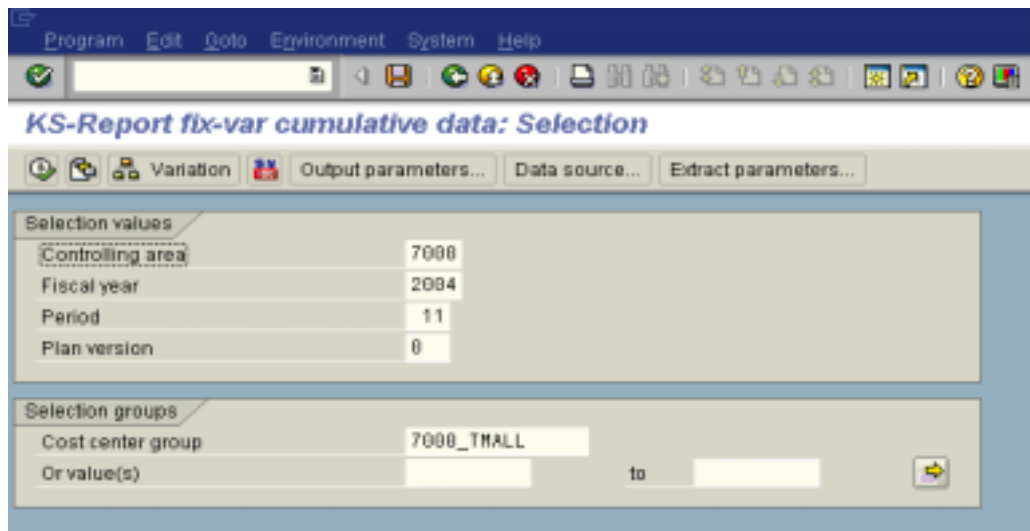 Program Edit Goto Environment System Help
KS-Report fix-var cumulative data: Selection
Variation Output parameters... Data source... Extract parameters...
Selection values
Controlling area 7000
Fiscal year 2004
Period 11
Plan version 0
Selection groups
Cost center group 7000_TMALL
Or value(s) to